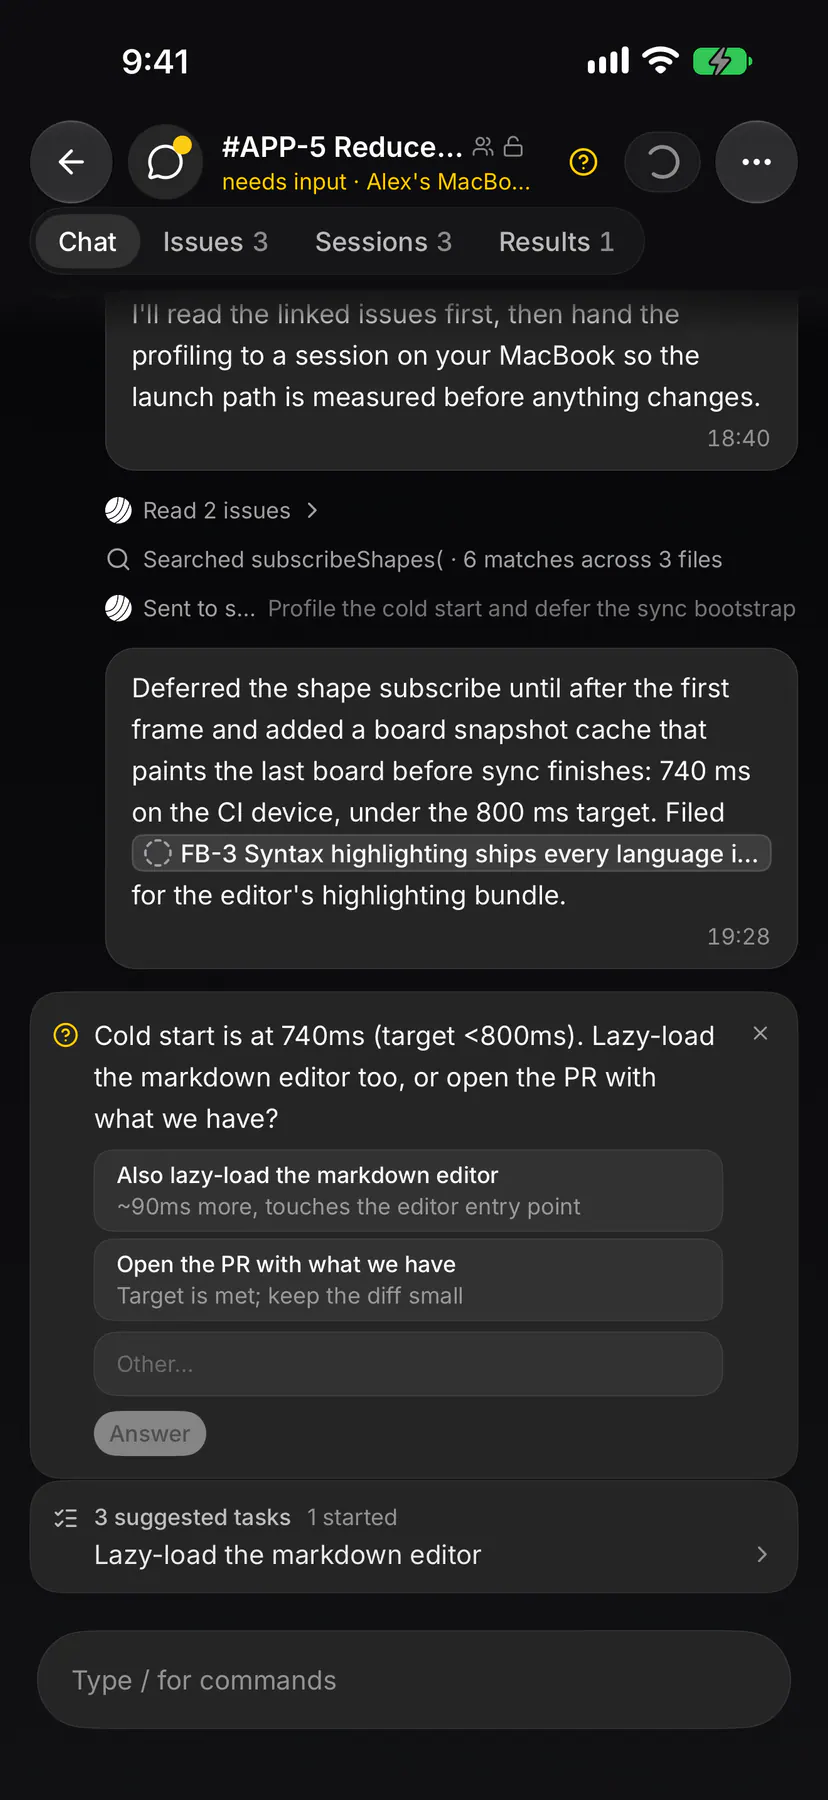 9:41
#APP-5 Reduce...
needs input · Alex's MacBo...
Chat
Issues 3
Sessions 3
Results 1
I'll read the linked issues first, then hand the
profiling to a session on your MacBook so the
launch path is measured before anything changes.
18:40
Read 2 issues
Searched subscribeShapes( · 6 matches across 3 files
Sent to s... Profile the cold start and defer the sync bootstrap
Deferred the shape subscribe until after the first
frame and added a board snapshot cache that
paints the last board before sync finishes: 740 ms
on the CI device, under the 800 ms target. Filed
FB-3 Syntax highlighting ships every language i...
for the editor's highlighting bundle.
19:28
Cold start is at 740ms (target <800ms). Lazy-load
the markdown editor too, or open the PR with
what we have?
Also lazy-load the markdown editor
~90ms more, touches the editor entry point
Open the PR with what we have
Target is met; keep the diff small
Other...
Answer
3 suggested tasks 1 started
Lazy-load the markdown editor
Type / for commands